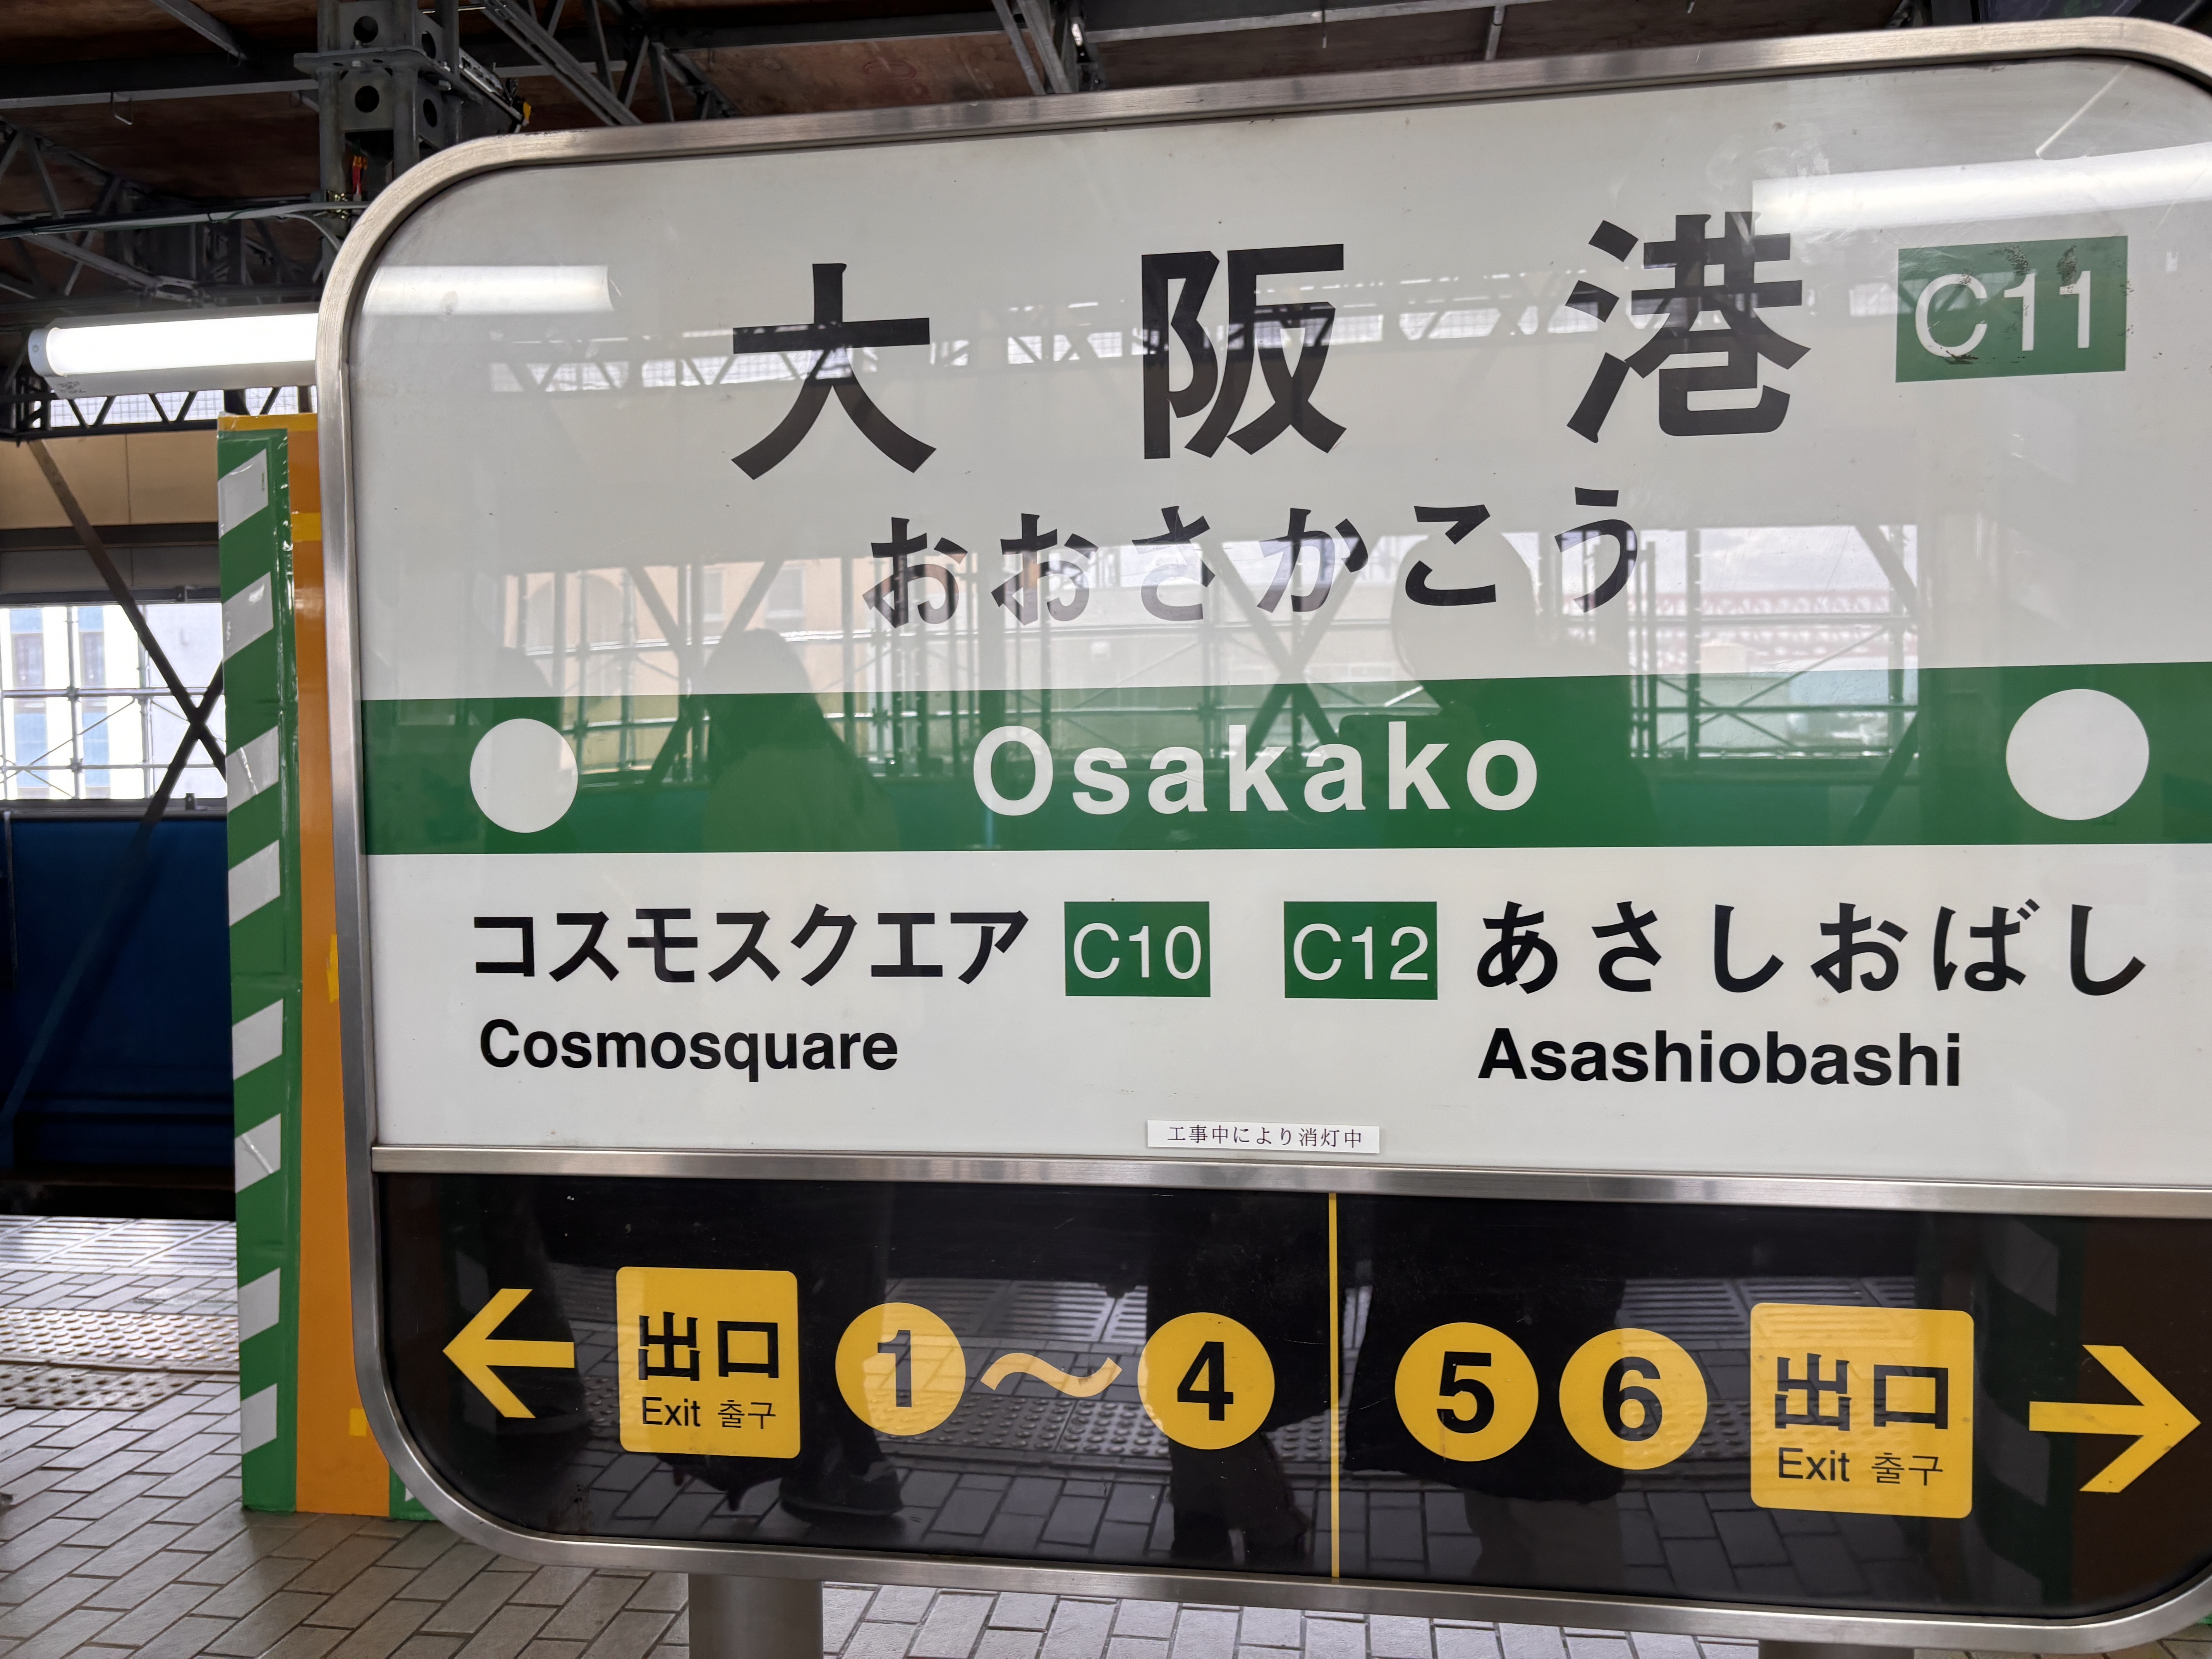 大阪港 C11
おおさかこう
Osakako
コスモスクエア C10 C12 あさしおばし
Cosmosquare Asashiobashi
工事中により消灯中
← 出口 1～4 5 6 出口 →
Exit 출구 Exit 출구